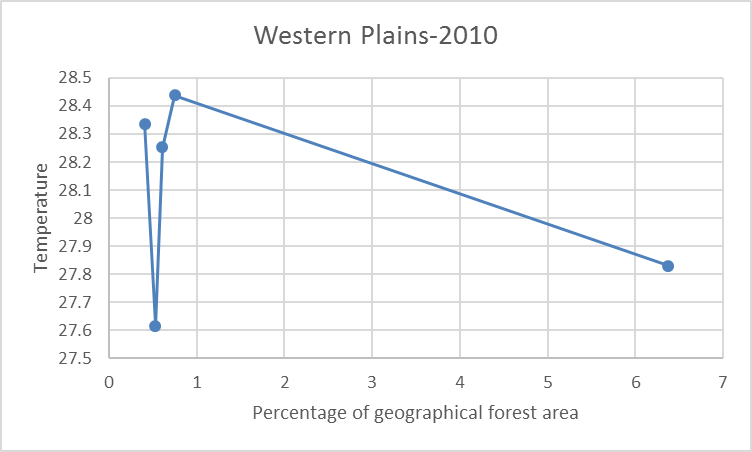 Western Plains-2010
28.5
28.4
28.3
28.2
28.1
28
27.9
27.8
27.7
27.6
27.5
Temperature
0 1 2 3 4 5 6 7
Percentage of geographical forest area